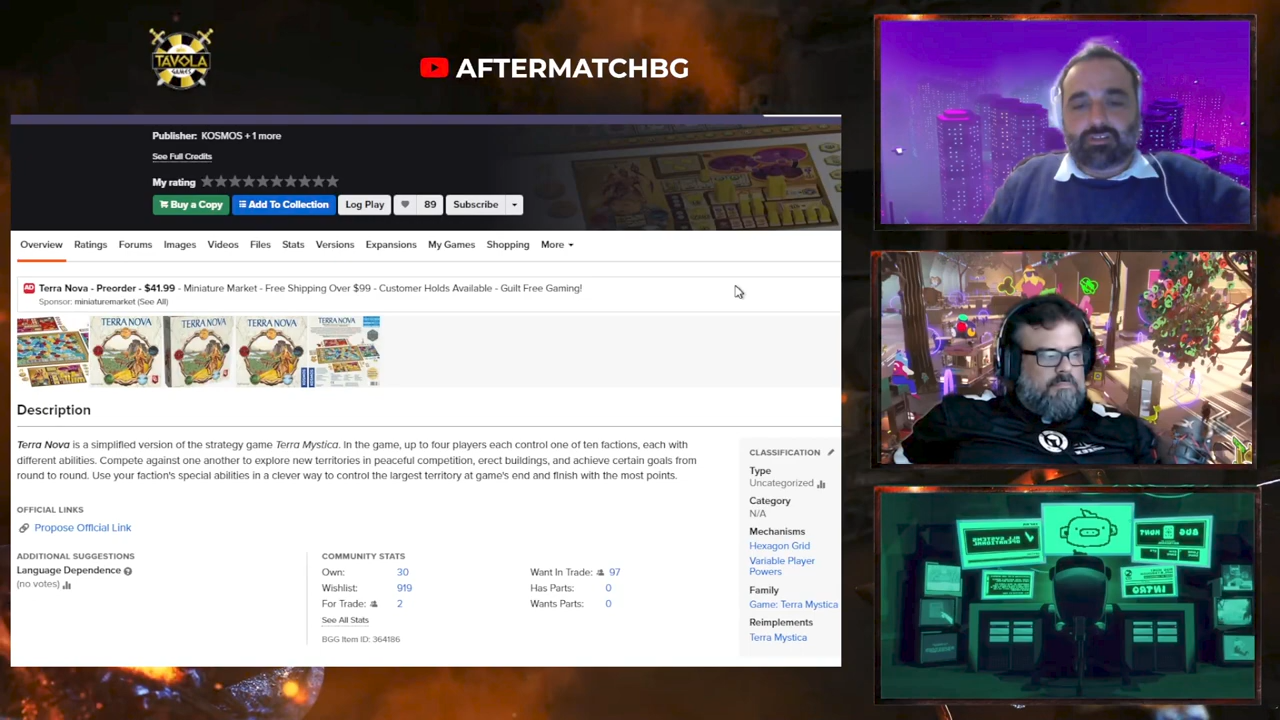 TAVOLA
GAMES
AFTERMATCHBG
Publisher: KOSMOS + 1 more
See Full Credits
My rating
Buy a Copy
Add To Collection
Log Play
89
Subscribe
Overview
Ratings
Forums
Images
Videos
Files
Stats
Versions
Expansions
My Games
Shopping
More
AD Terra Nova - Preorder - $41.99 - Miniature Market - Free Shipping Over $99 - Customer Holds Available - Guilt Free Gaming!
Sponsor: miniaturemarket (See All)
TERRA NOVA
TERRA NOVA
TERRA NOVA
TERRA NOVA
Description
Terra Nova is a simplified version of the strategy game Terra Mystica. In the game, up to four players each control one of ten factions, each with
different abilities. Compete against one another to explore new territories in peaceful competition, erect buildings, and achieve certain goals from
round to round. Use your faction's special abilities in a clever way to control the largest territory at game's end and finish with the most points.
OFFICIAL LINKS
Propose Official Link
ADDITIONAL SUGGESTIONS
Language Dependence
(no votes)
COMMUNITY STATS
Own: 30
Wishlist: 919
For Trade: 2
See All Stats
BGG Item ID: 364186
Want In Trade: 97
Has Parts: 0
Wants Parts: 0
CLASSIFICATION
Type
Uncategorized
Category
N/A
Mechanisms
Hexagon Grid
Variable Player
Powers
Family
Game: Terra Mystica
Reimplements
Terra Mystica